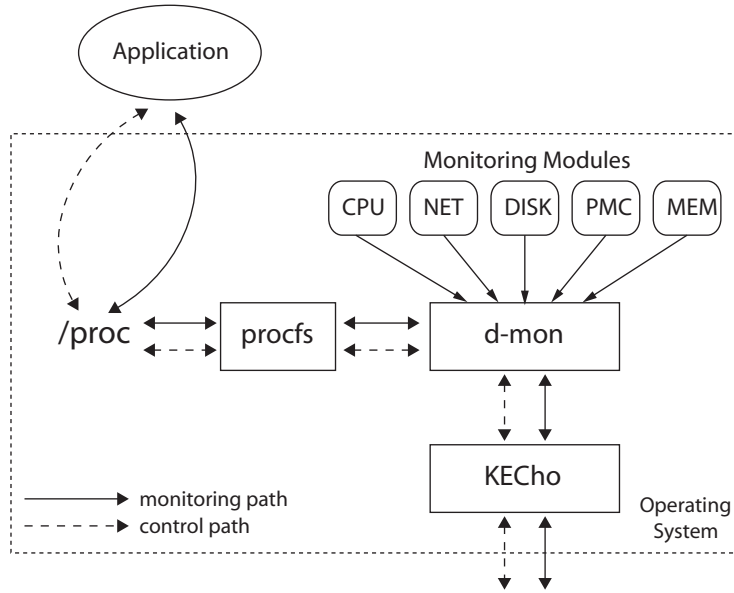 Application
Monitoring Modules
CPU NET DISK PMC MEM
/proc procfs d-mon
KECho
monitoring path
control path
Operating
System